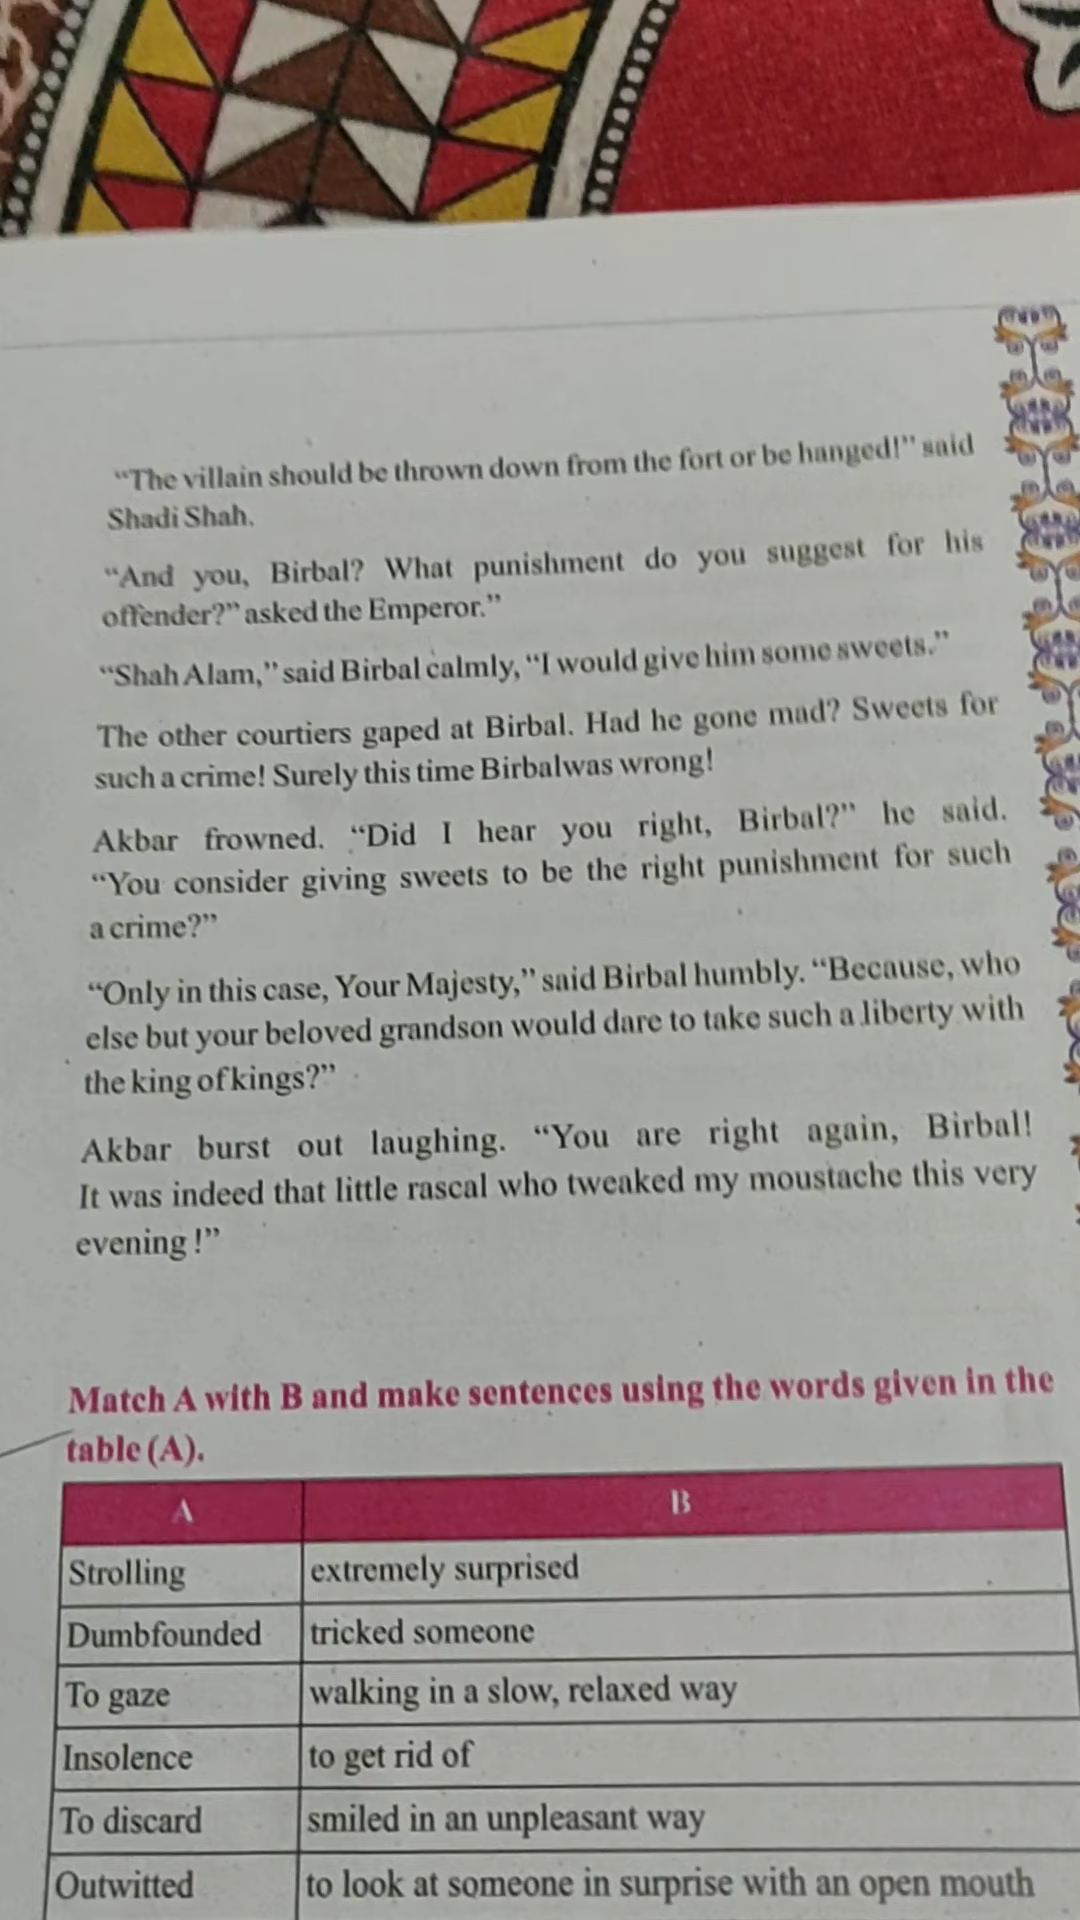 “The villain should be thrown down from the fort or be hanged!” said
Shadi Shah.
“And you, Birbal? What punishment do you suggest for his
offender?” asked the Emperor.”
“Shah Alam,” said Birbal calmly, “I would give him some sweets.”
The other courtiers gaped at Birbal. Had he gone mad? Sweets for
such a crime! Surely this time Birbalwas wrong!
Akbar frowned. “Did I hear you right, Birbal?” he said.
“You consider giving sweets to be the right punishment for such
a crime?”
“Only in this case, Your Majesty,” said Birbal humbly. “Because, who
else but your beloved grandson would dare to take such a liberty with
the king of kings?”
Akbar burst out laughing. “You are right again, Birbal!
It was indeed that little rascal who tweaked my moustache this very
evening !”
Match A with B and make sentences using the words given in the
table (A).
A B
Strolling extremely surprised
Dumbfounded tricked someone
To gaze walking in a slow, relaxed way
Insolence to get rid of
To discard smiled in an unpleasant way
Outwitted to look at someone in surprise with an open mouth